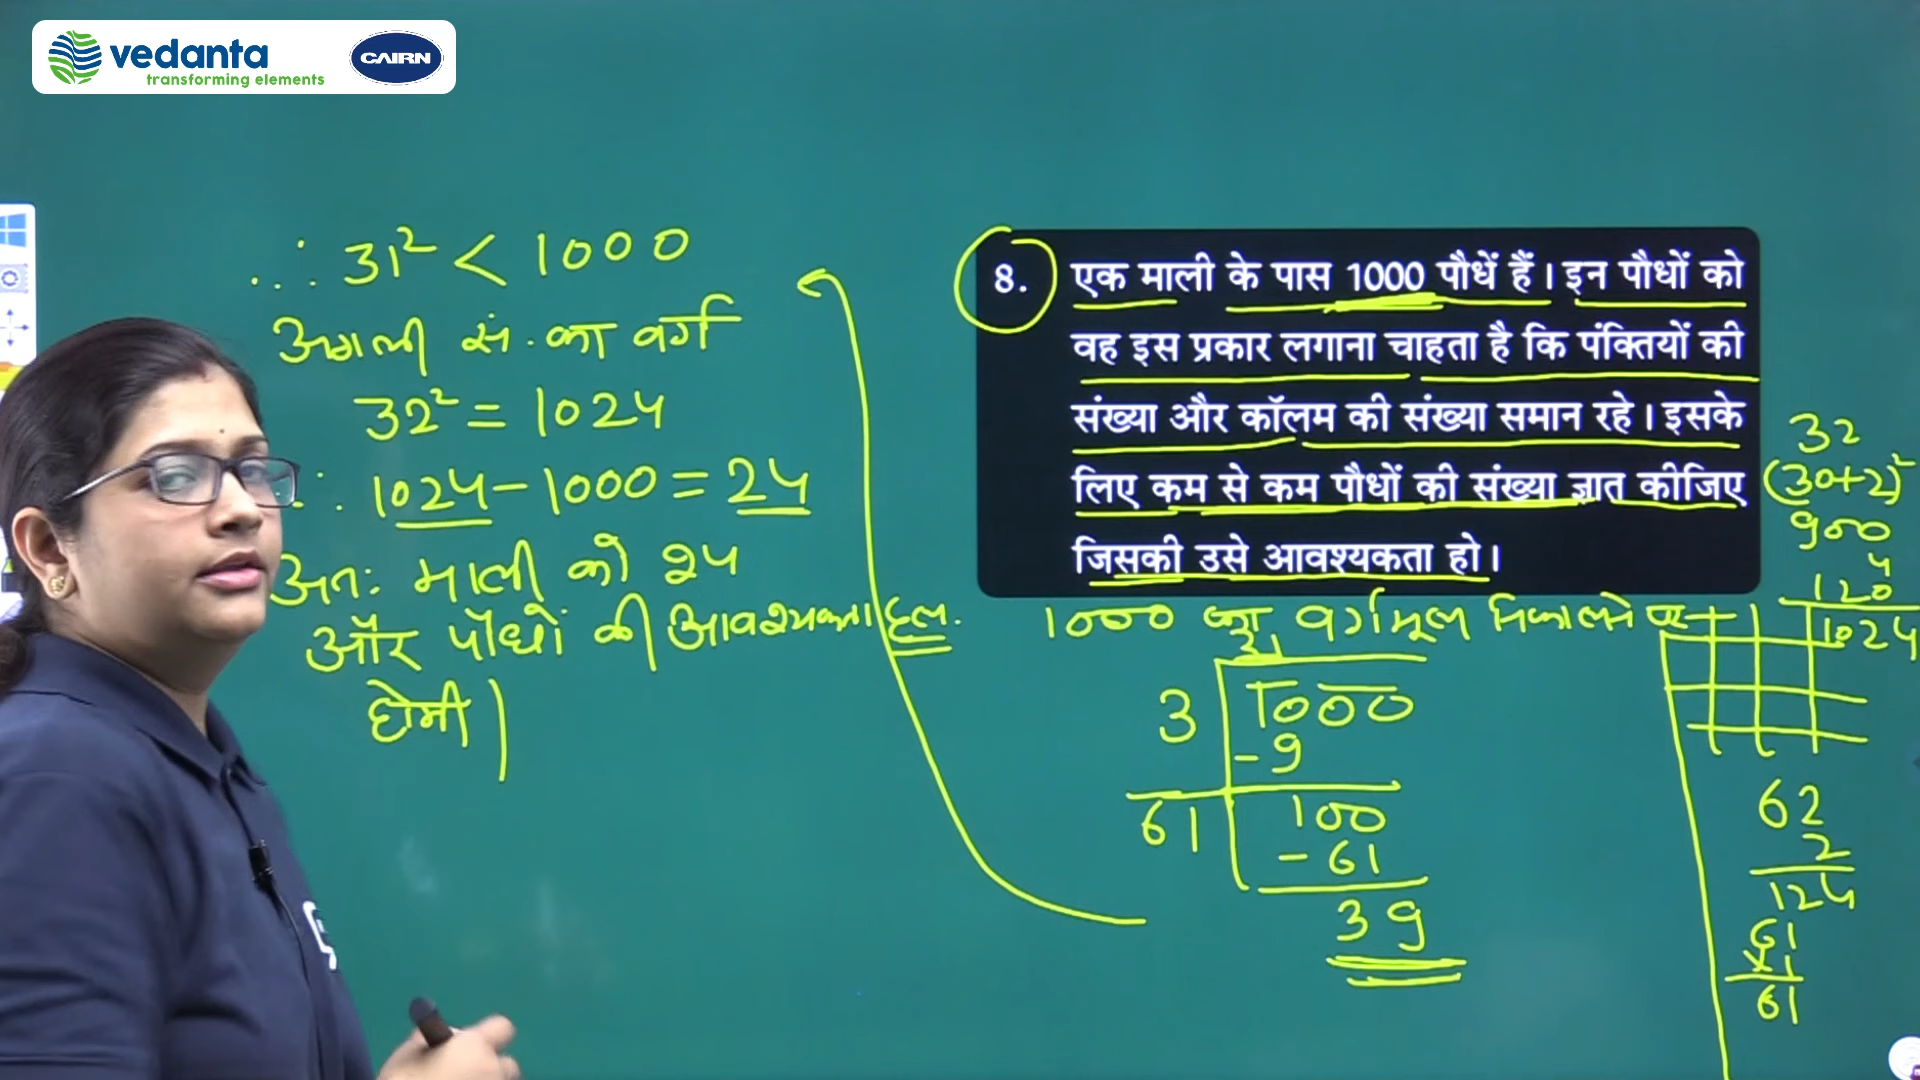 vedanta
transforming elements
CAIRN
8. एक माली के पास 1000 पौधें हैं। इन पौधों को
वह इस प्रकार लगाना चाहता है कि पंक्तियों की
संख्या और कॉलम की संख्या समान रहे। इसके
लिए कम से कम पौधों की संख्या ज्ञात कीजिए
जिसकी उसे आवश्यकता हो।
हल. 1000 का वर्गमूल निकालने पर
31
3 1000
-9
61 100
-61
39
∴ 31² < 1000
अगली सं. का वर्ग
32² = 1024
∴ 1024 - 1000 = 24
अतः माली को 24
और पौधों की आवश्यकता
होगी|
32
(30+2)²
900
4
120
1024
62
2
124
61
×1
61